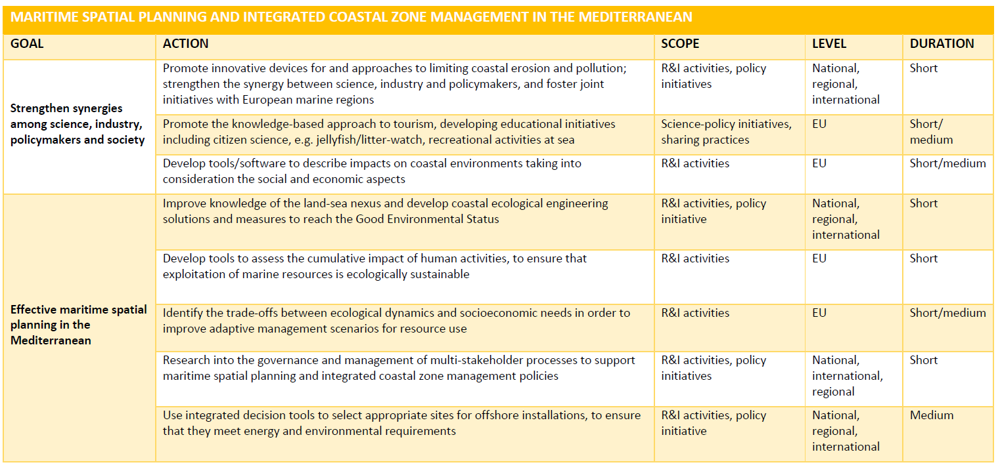 MARITIME SPATIAL PLANNING AND INTEGRATED COASTAL ZONE MANAGEMENT IN THE MEDITERRANEAN
GOAL
ACTION
SCOPE
LEVEL
DURATION
Strengthen synergies
among science, industry,
policymakers and society
Promote innovative devices for and approaches to limiting coastal erosion and pollution;
strengthen the synergy between science, industry and policymakers, and foster joint
initiatives with European marine regions
R&I activities, policy
initiatives
National,
regional,
international
Short
Promote the knowledge-based approach to tourism, developing educational initiatives
including citizen science, e.g. jellyfish/litter-watch, recreational activities at sea
Science-policy initiatives,
sharing practices
EU
Short/
medium
Develop tools/software to describe impacts on coastal environments taking into
consideration the social and economic aspects
R&I activities
EU
Short/medium
Effective maritime spatial
planning in the
Mediterranean
Improve knowledge of the land-sea nexus and develop coastal ecological engineering
solutions and measures to reach the Good Environmental Status
R&I activities, policy
initiative
National,
regional,
international
Short
Develop tools to assess the cumulative impact of human activities, to ensure that
exploitation of marine resources is ecologically sustainable
R&I activities
EU
Short
Identify the trade-offs between ecological dynamics and socioeconomic needs in order to
improve adaptive management scenarios for resource use
R&I activities
EU
Short/medium
Research into the governance and management of multi-stakeholder processes to support
maritime spatial planning and integrated coastal zone management policies
R&I activities, policy
initiatives
National,
international,
regional
Short
Use integrated decision tools to select appropriate sites for offshore installations, to ensure
that they meet energy and environmental requirements
R&I activities, policy
initiative
National,
regional,
international
Medium